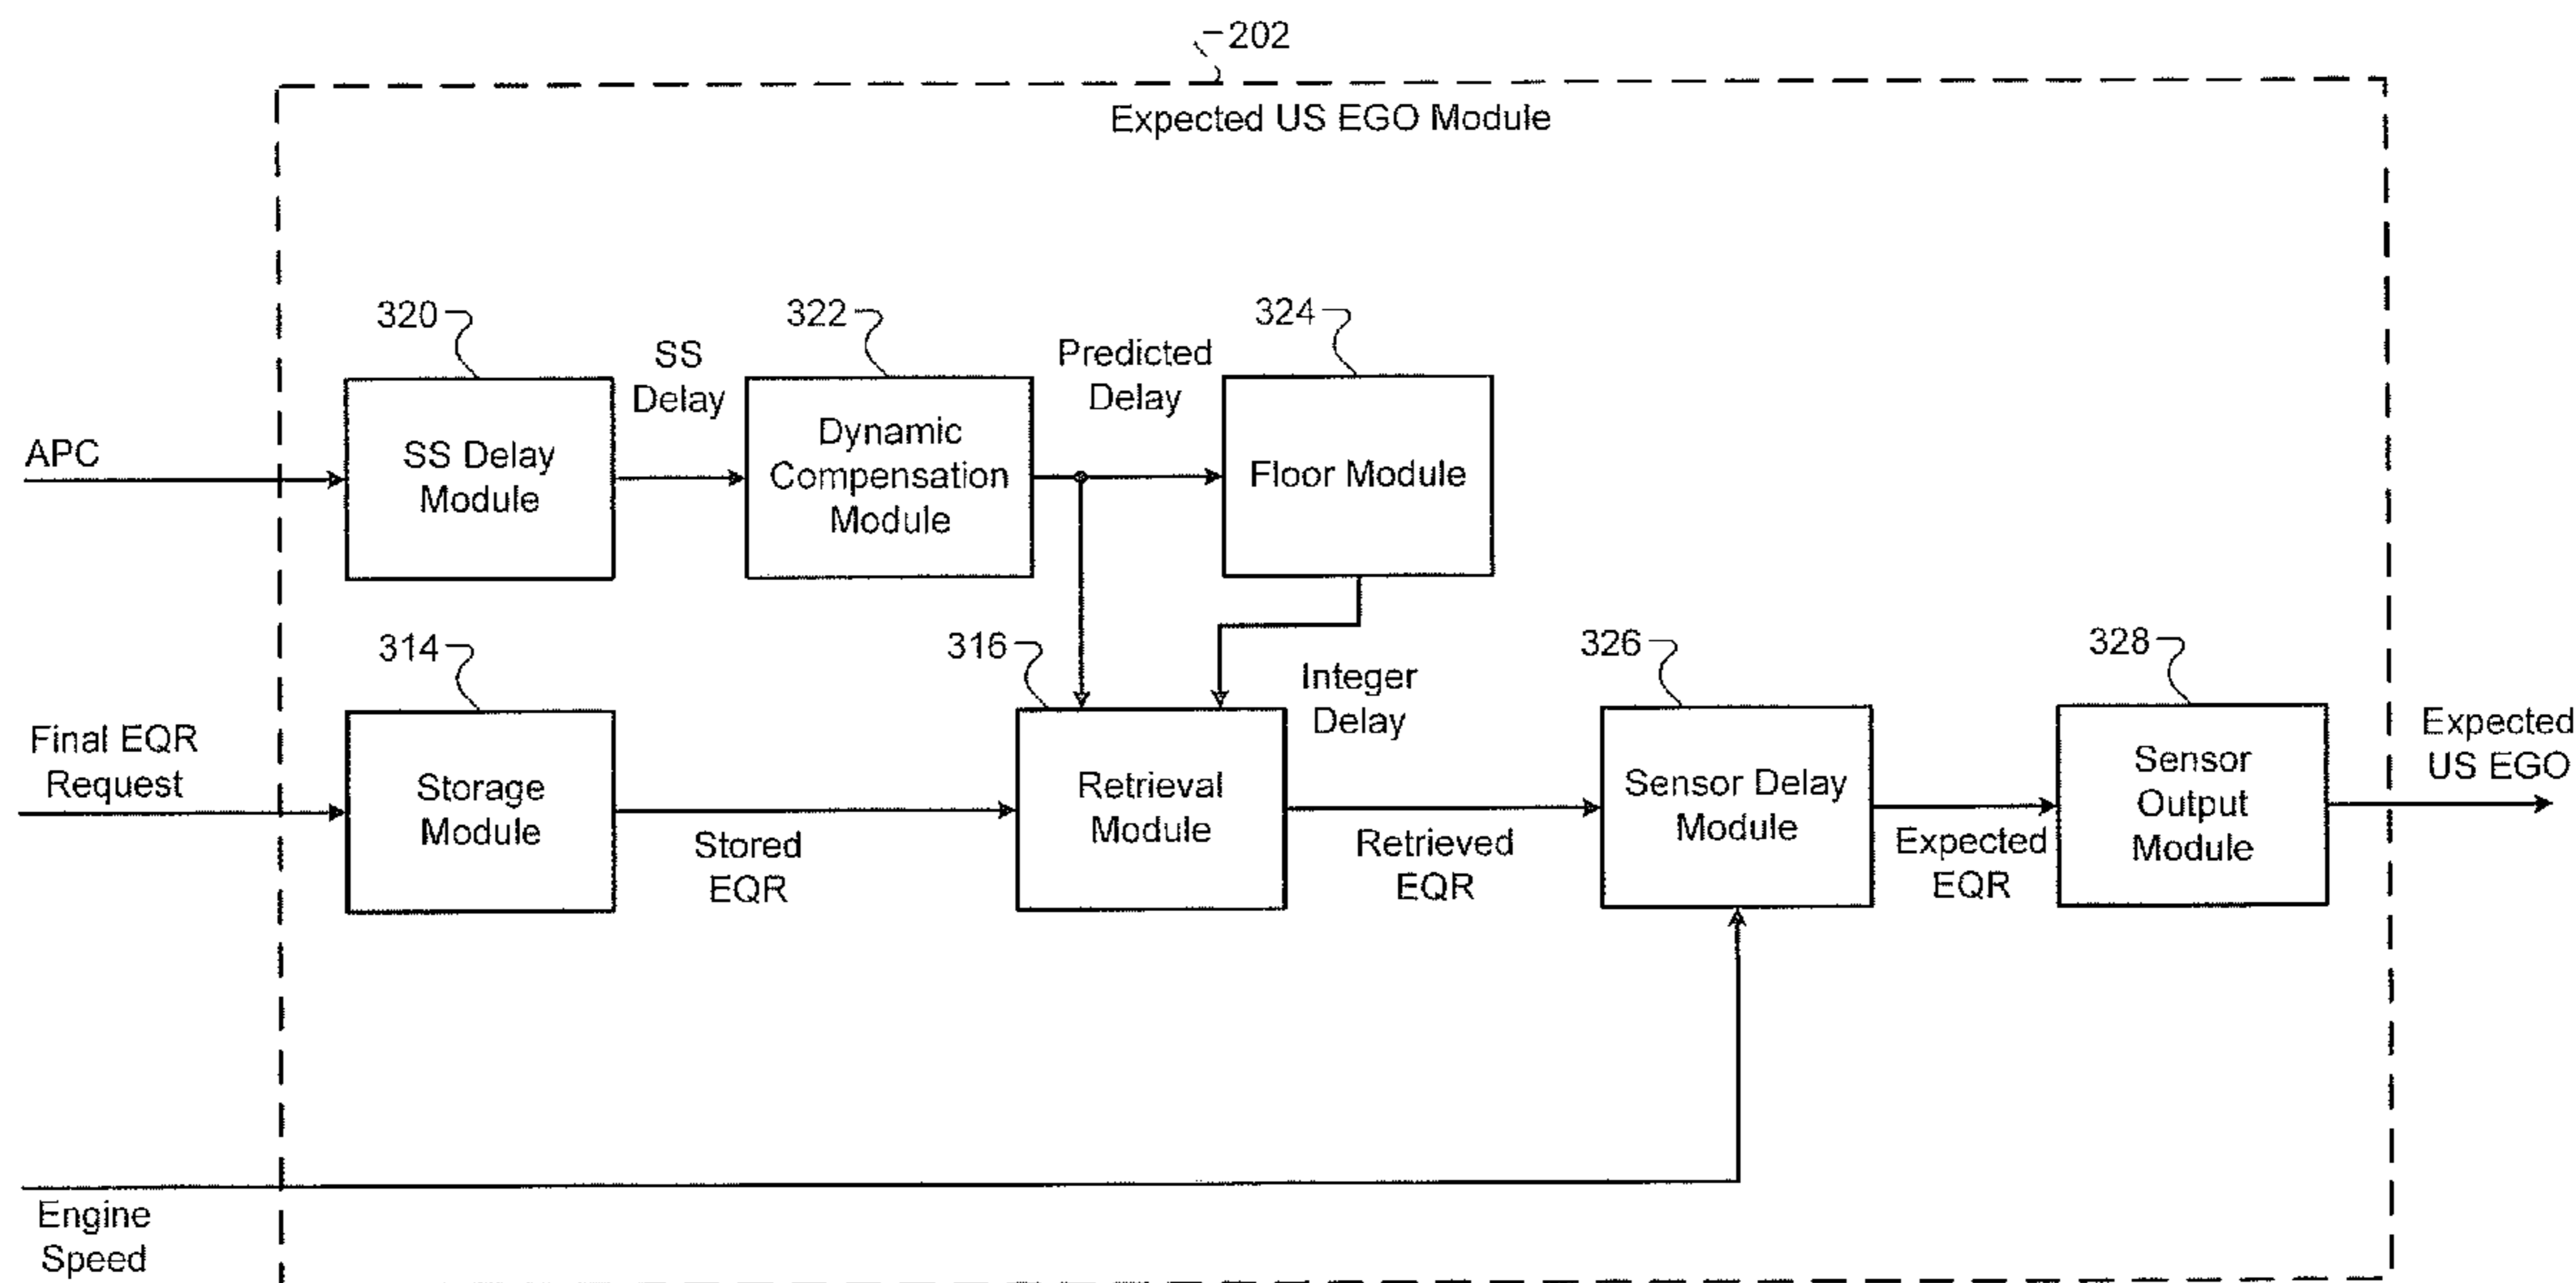 202
Expected US EGO Module
320
SS
Delay
322
Predicted
Delay
324
APC
SS Delay
Module
Dynamic
Compensation
Module
Floor Module
314
316
Integer
Delay
326
328
Final EQR
Request
Storage
Module
Stored
EQR
Retrieval
Module
Retrieved
EQR
Sensor Delay
Module
Expected
EQR
Sensor
Output
Module
Expected
US EGO
Engine
Speed